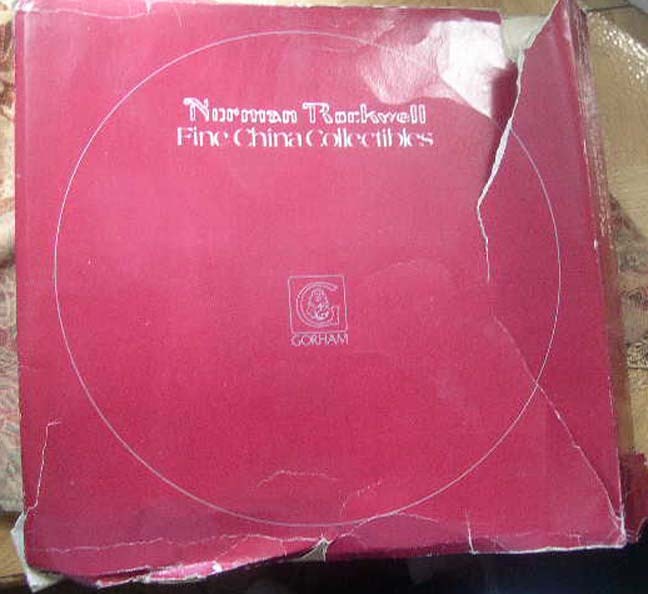 Norman Rockwell
Fine China Collectibles
G
GORHAM